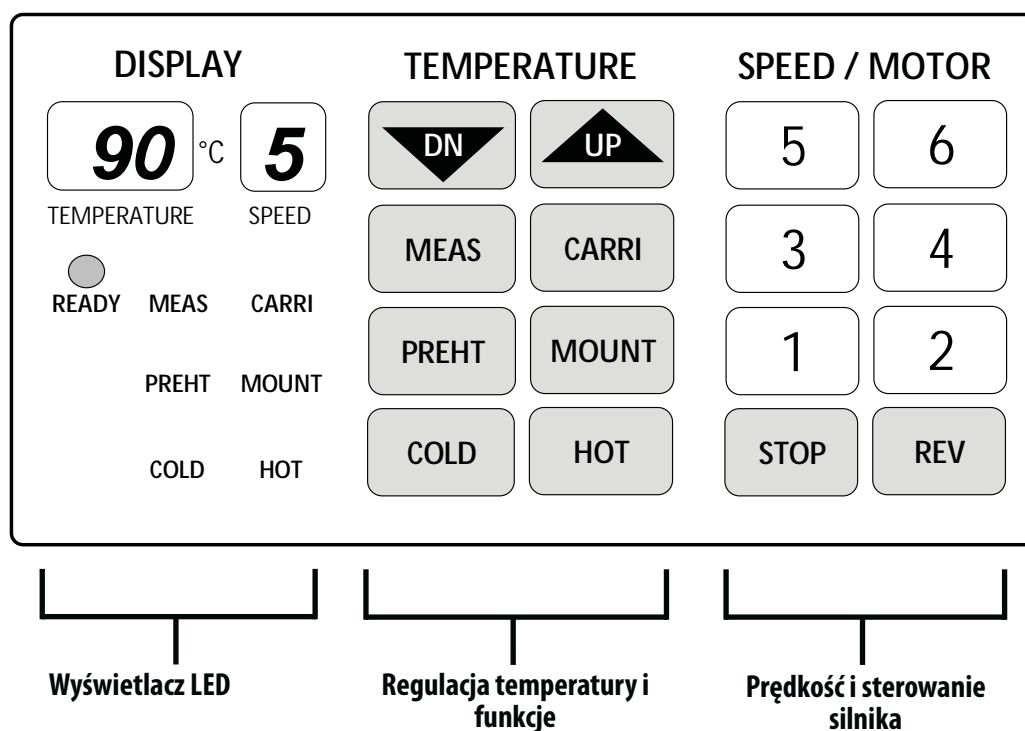 DISPLAY
90 °C 5
TEMPERATURE SPEED
READY MEAS CARRI
PREHT MOUNT
COLD HOT
TEMPERATURE
DN UP
MEAS CARRI
PREHT MOUNT
COLD HOT
SPEED / MOTOR
5 6
3 4
1 2
STOP REV
Wyświetlacz LED
Regulacja temperatury i
funkcje
Prędkość i sterowanie
silnika